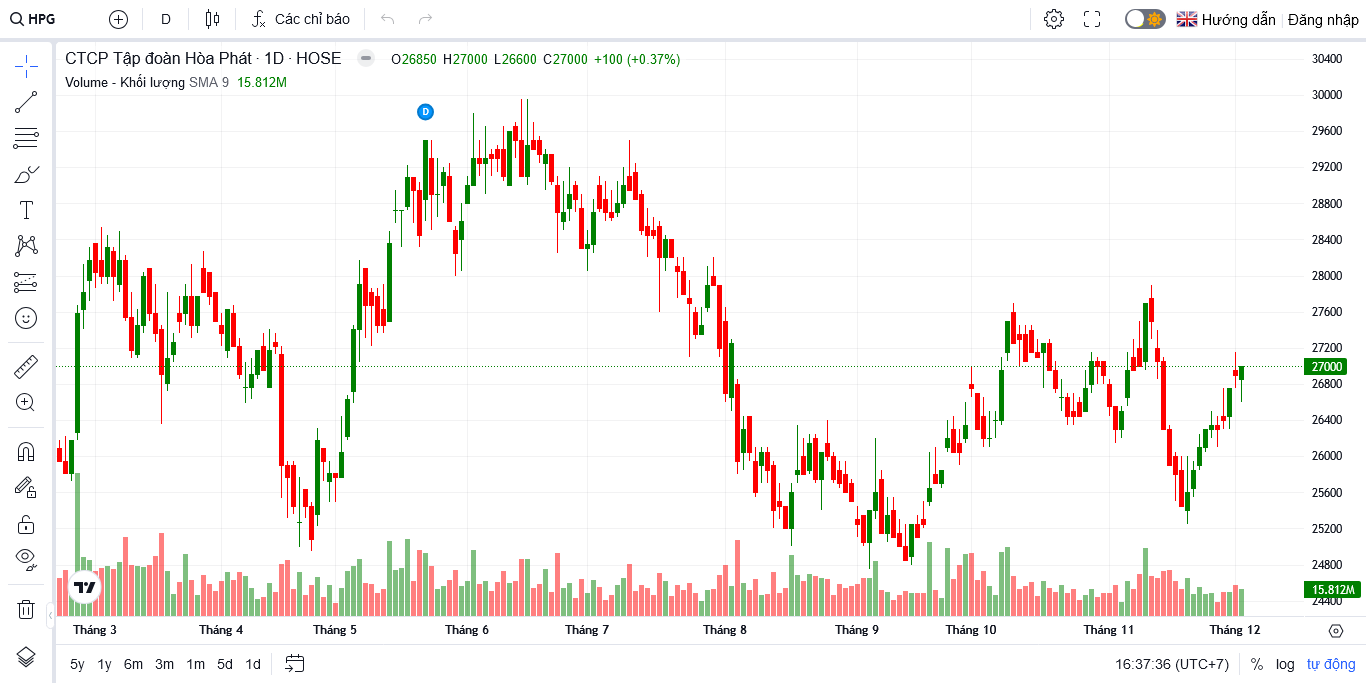 HPG D Các chỉ báo Hướng dẫn Đăng nhập
CTCP Tập đoàn Hòa Phát · 1D · HOSE O26850 H27000 L26600 C27000 +100 (+0.37%)
Volume - Khối lượng SMA 9 15.812M
D
30400
30000
29600
29200
28800
28400
28000
27600
27200
27000
26800
26400
26000
25600
25200
24800
15.812M
24400
Tháng 3 Tháng 4 Tháng 5 Tháng 6 Tháng 7 Tháng 8 Tháng 9 Tháng 10 Tháng 11 Tháng 12
5y 1y 6m 3m 1m 5d 1d 16:37:36 (UTC+7) % log tự động